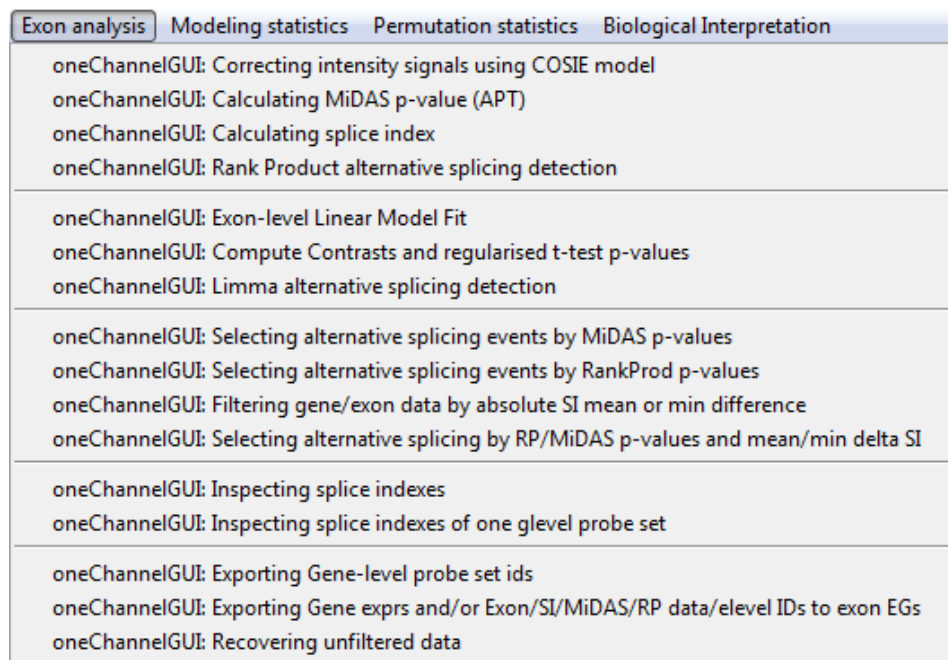 Exon analysis Modeling statistics Permutation statistics Biological Interpretation
oneChannelGUI: Correcting intensity signals using COSIE model
oneChannelGUI: Calculating MiDAS p-value (APT)
oneChannelGUI: Calculating splice index
oneChannelGUI: Rank Product alternative splicing detection
oneChannelGUI: Exon-level Linear Model Fit
oneChannelGUI: Compute Contrasts and regularised t-test p-values
oneChannelGUI: Limma alternative splicing detection
oneChannelGUI: Selecting alternative splicing events by MiDAS p-values
oneChannelGUI: Selecting alternative splicing events by RankProd p-values
oneChannelGUI: Filtering gene/exon data by absolute SI mean or min difference
oneChannelGUI: Selecting alternative splicing by RP/MiDAS p-values and mean/min delta SI
oneChannelGUI: Inspecting splice indexes
oneChannelGUI: Inspecting splice indexes of one glevel probe set
oneChannelGUI: Exporting Gene-level probe set ids
oneChannelGUI: Exporting Gene exprs and/or Exon/SI/MiDAS/RP data/elevel IDs to exon EGs
oneChannelGUI: Recovering unfiltered data